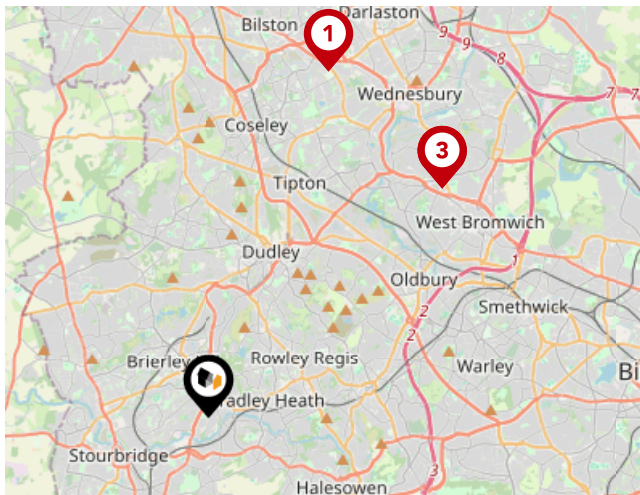 Darlaston
Bilston
1
9
9
8
7
7
Wednesbury
Coseley
3
Tipton
West Bromwich
Dudley
1
Oldbury
Smethwick
2
2
Rowley Regis
Brierley
Warley
Bi
radley Heath
Stourbridge
3
Halesowen